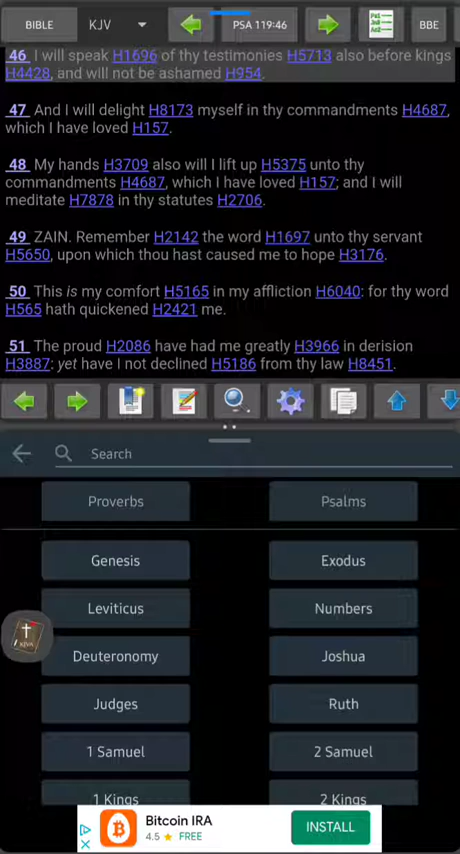 BIBLE KJV PSA 119:46 BBE
46 I will speak H1696 of thy testimonies H5713 also before kings
H4428, and will not be ashamed H954.
47 And I will delight H8173 myself in thy commandments H4687,
which I have loved H157.
48 My hands H3709 also will I lift up H5375 unto thy
commandments H4687, which I have loved H157; and I will
meditate H7878 in thy statutes H2706.
49 ZAIN. Remember H2142 the word H1697 unto thy servant
H5650, upon which thou hast caused me to hope H3176.
50 This is my comfort H5165 in my affliction H6040: for thy word
H565 hath quickened H2421 me.
51 The proud H2086 have had me greatly H3966 in derision
H3887: yet have I not declined H5186 from thy law H8451.
Search
Proverbs Psalms
Genesis Exodus
Leviticus Numbers
KJVA
Deuteronomy Joshua
Judges Ruth
1 Samuel 2 Samuel
1 Kings 2 Kings
Bitcoin IRA
4.5 ★ FREE
INSTALL